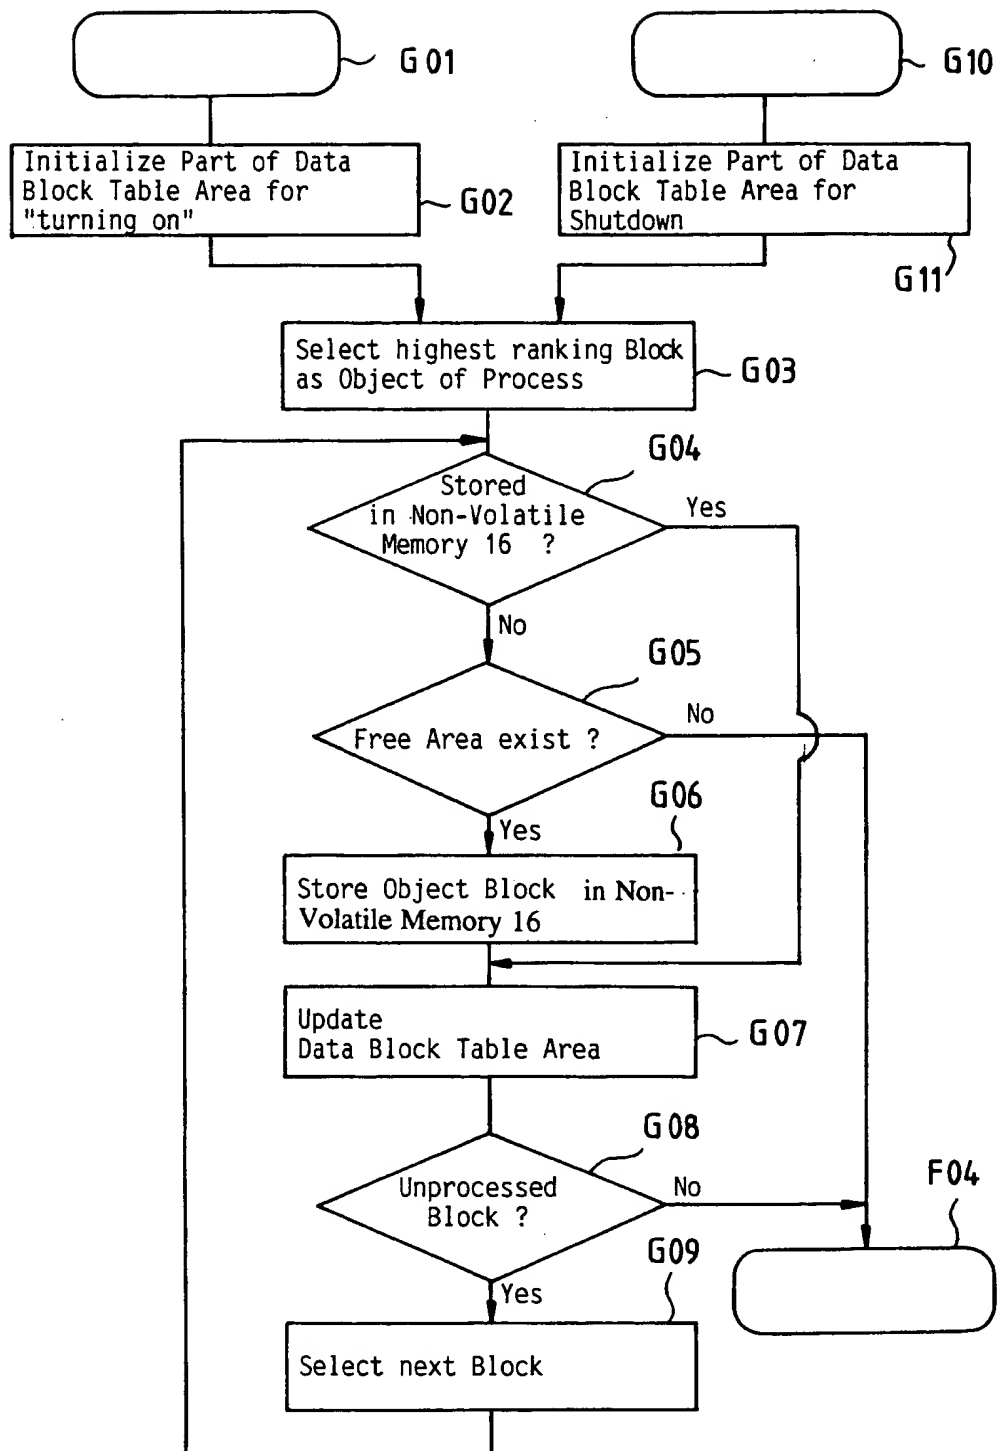 G01
G10
Initialize Part of Data
Block Table Area for
"turning on"
G02
Initialize Part of Data
Block Table Area for
Shutdown
G11
Select highest ranking Block
as Object of Process
G03
G04
Stored
in Non-Volatile
Memory 16 ?
Yes
No
G05
Free Area exist ?
No
Yes
G06
Store Object Block in Non-
Volatile Memory 16
Update
Data Block Table Area
G07
G08
Unprocessed
Block ?
No
F04
Yes
G09
Select next Block